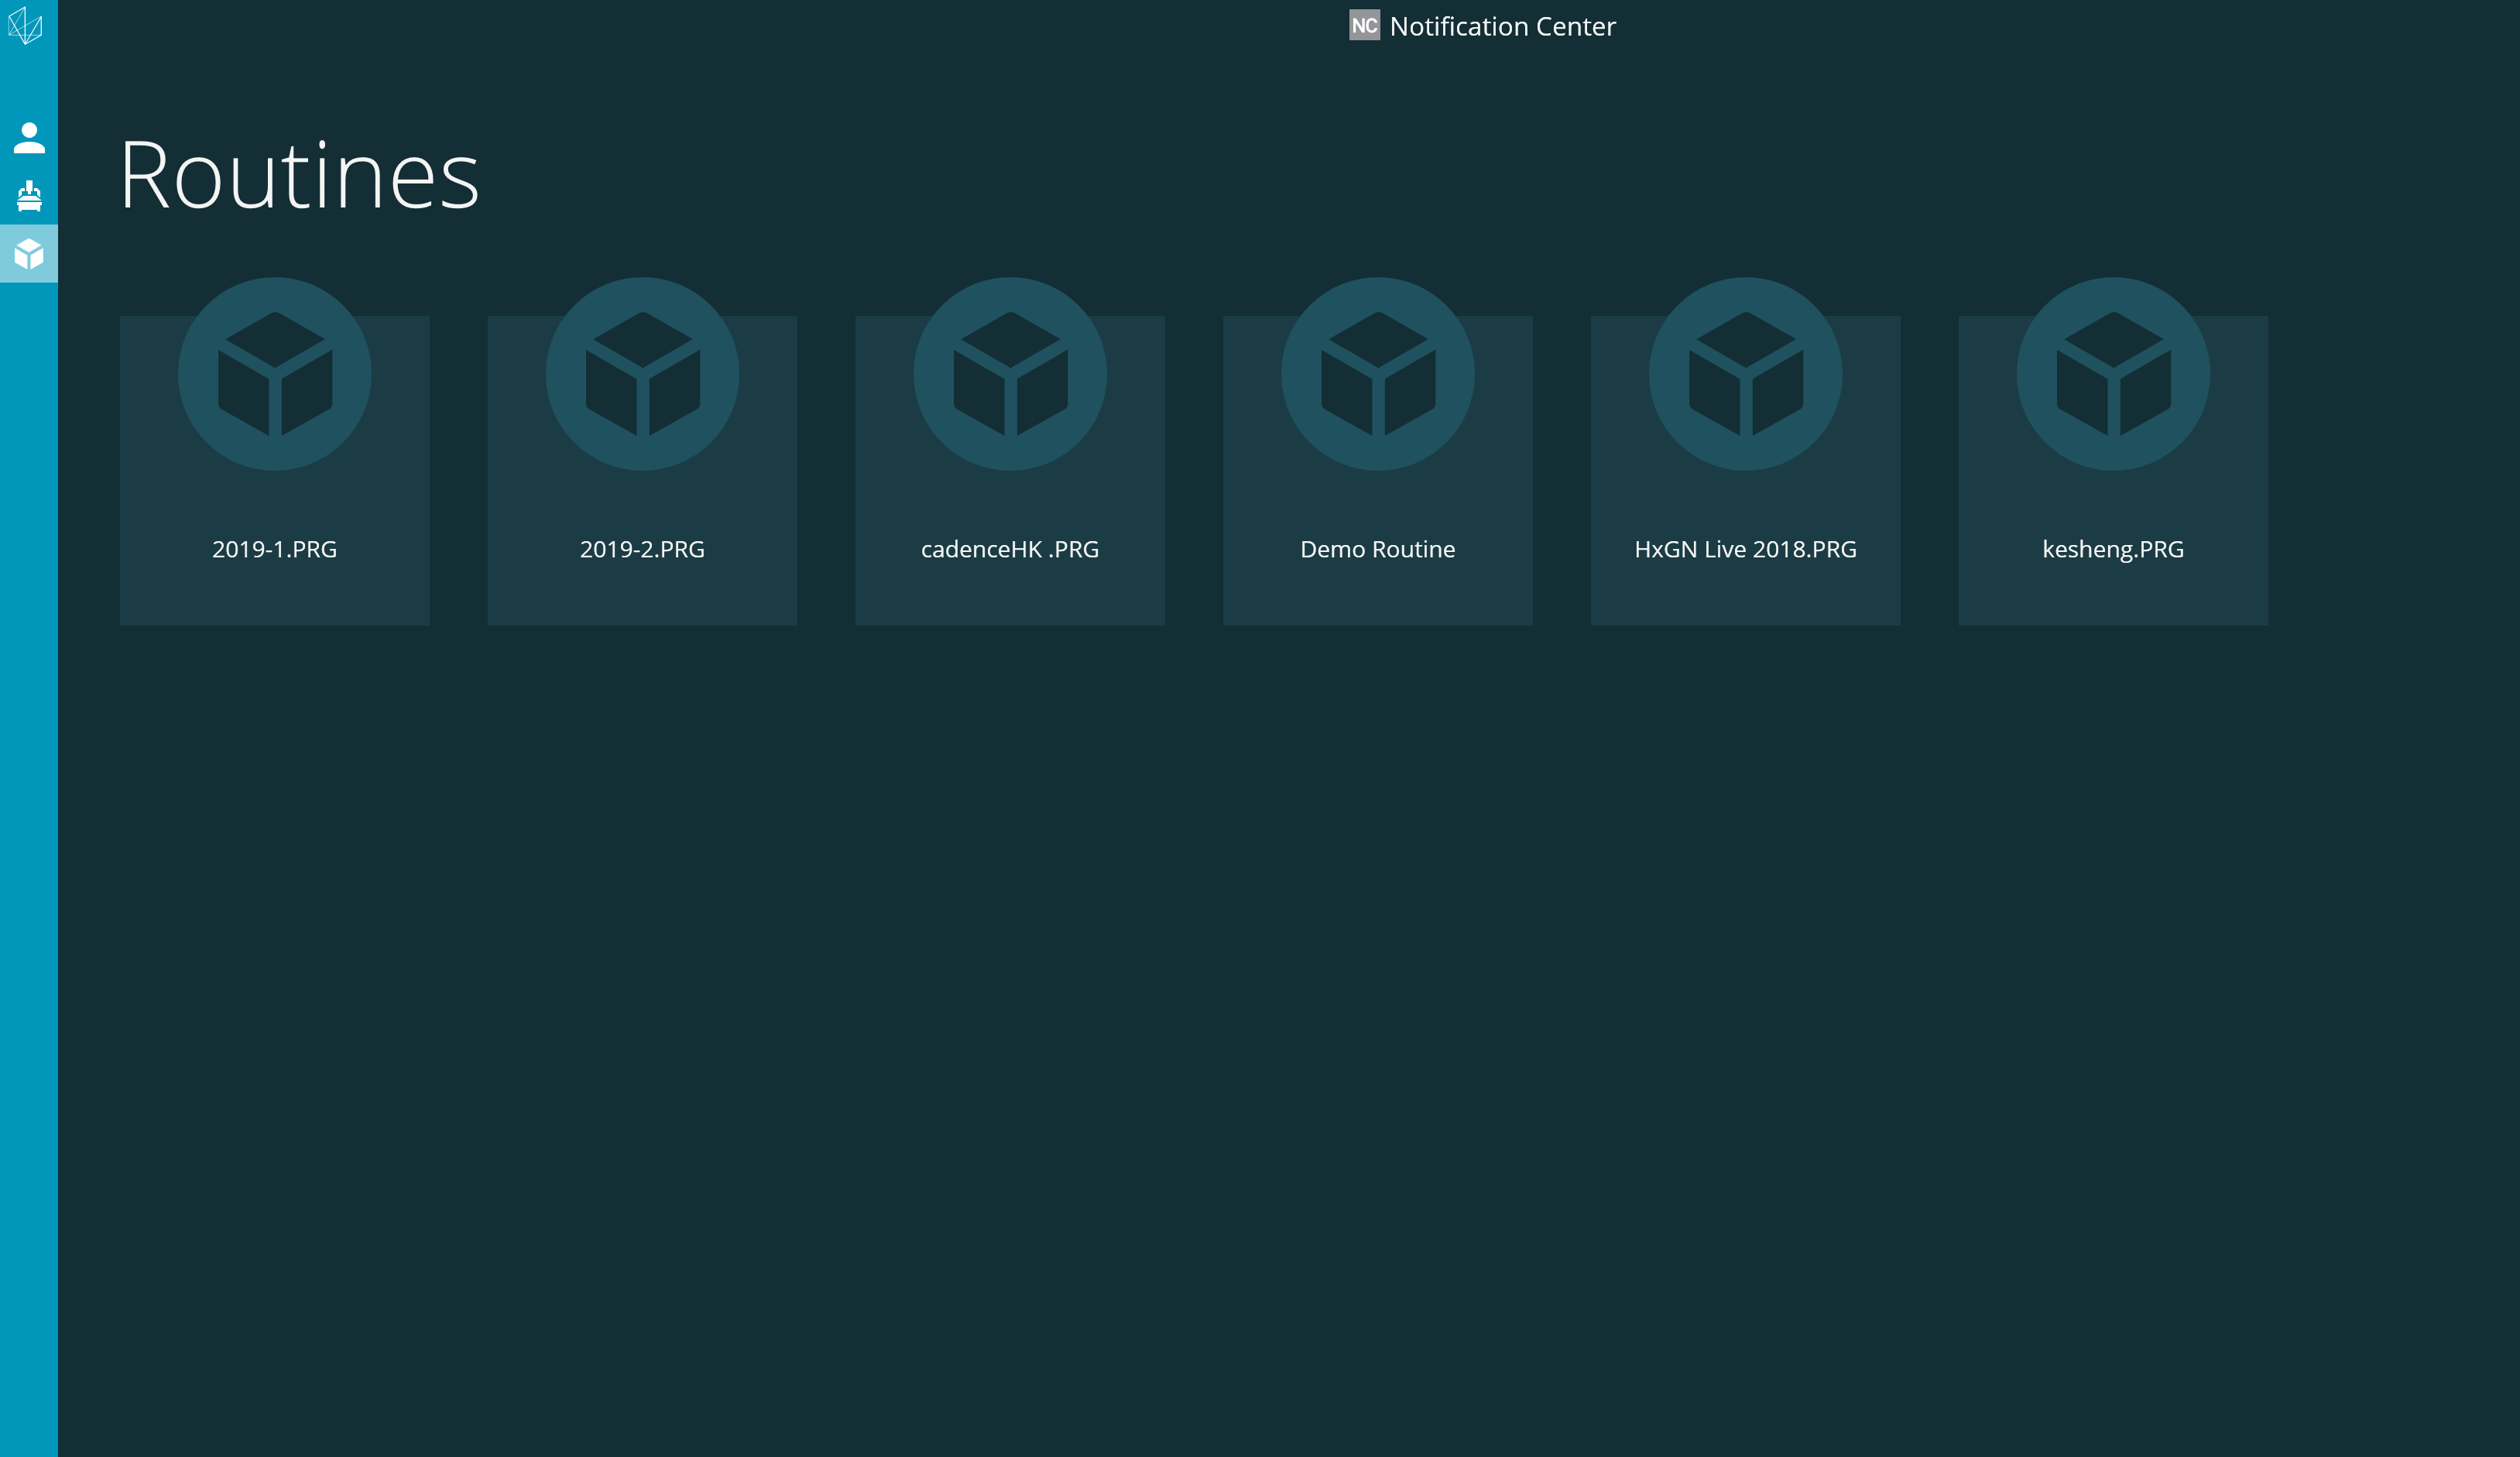 NC Notification Center
Routines
2019-1.PRG
2019-2.PRG
cadenceHK .PRG
Demo Routine
HxGN Live 2018.PRG
kesheng.PRG